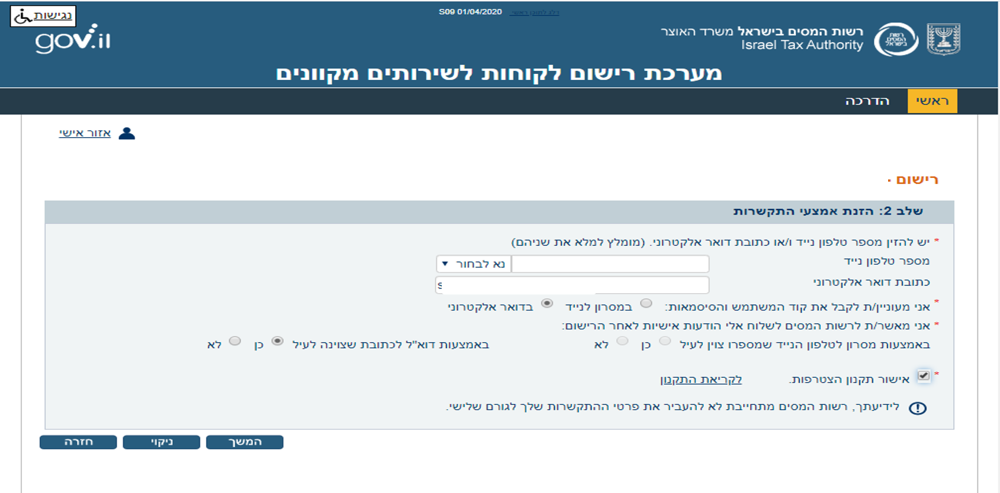 נגישות
דלג לתוכן ראשי. S09 01/04/2020
gov.il
רשות המסים בישראל משרד האוצר
Israel Tax Authority
רשות המסים בישראל
ישראל
מערכת רישום לקוחות לשירותים מקוונים
ראשי הדרכה
אזור אישי
רישום ·
שלב 2: הזנת אמצעי התקשרות
* יש להזין מספר טלפון נייד ו/או כתובת דואר אלקטרוני. (מומלץ למלא את שניהם)
מספר טלפון נייד נא לבחור
כתובת דואר אלקטרוני s
* אני מעוניין/ת לקבל את קוד המשתמש והסיסמאות: במסרון לנייד בדואר אלקטרוני
* אני מאשר/ת לרשות המסים לשלוח אלי הודעות אישיות לאחר הרישום:
באמצעות מסרון לטלפון הנייד שמספרו צוין לעיל כן לא באמצעות דוא"ל לכתובת שצוינה לעיל כן לא
* אישור תקנון הצטרפות. לקריאת התקנון
לידיעתך, רשות המסים מתחייבת לא להעביר את פרטי ההתקשרות שלך לגורם שלישי.
המשך ניקוי חזרה